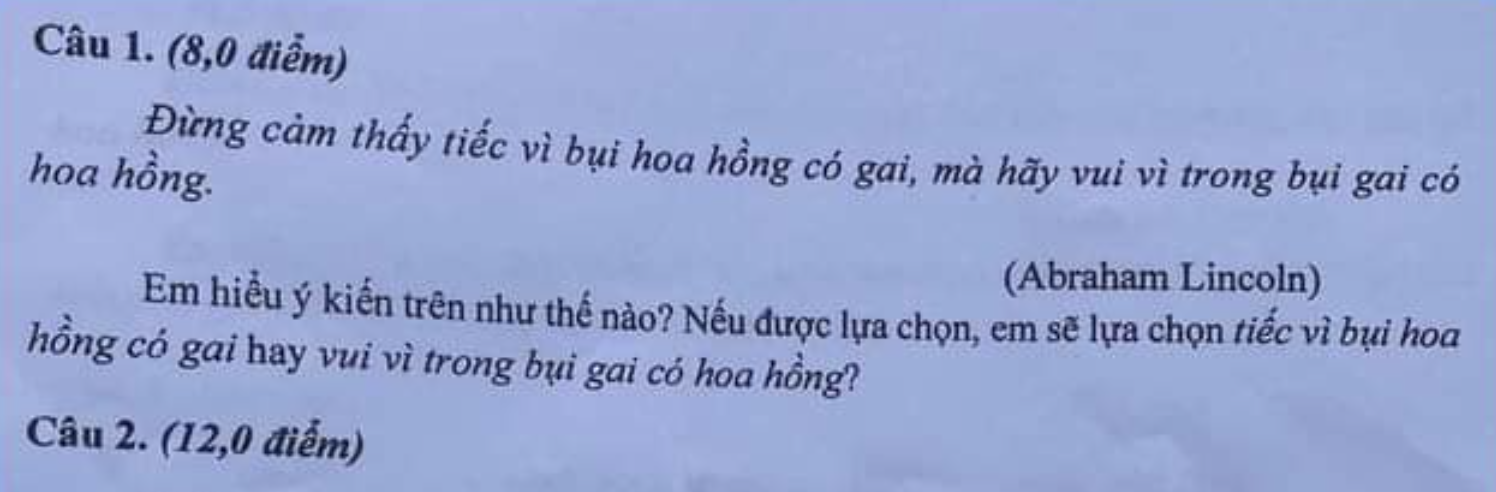 Câu 1. (8,0 điểm)
Đừng cảm thấy tiếc vì bụi hoa hồng có gai, mà hãy vui vì trong bụi gai có
hoa hồng.
(Abraham Lincoln)
Em hiểu ý kiến trên như thế nào? Nếu được lựa chọn, em sẽ lựa chọn tiếc vì bụi hoa
hồng có gai hay vui vì trong bụi gai có hoa hồng?
Câu 2. (12,0 điểm)